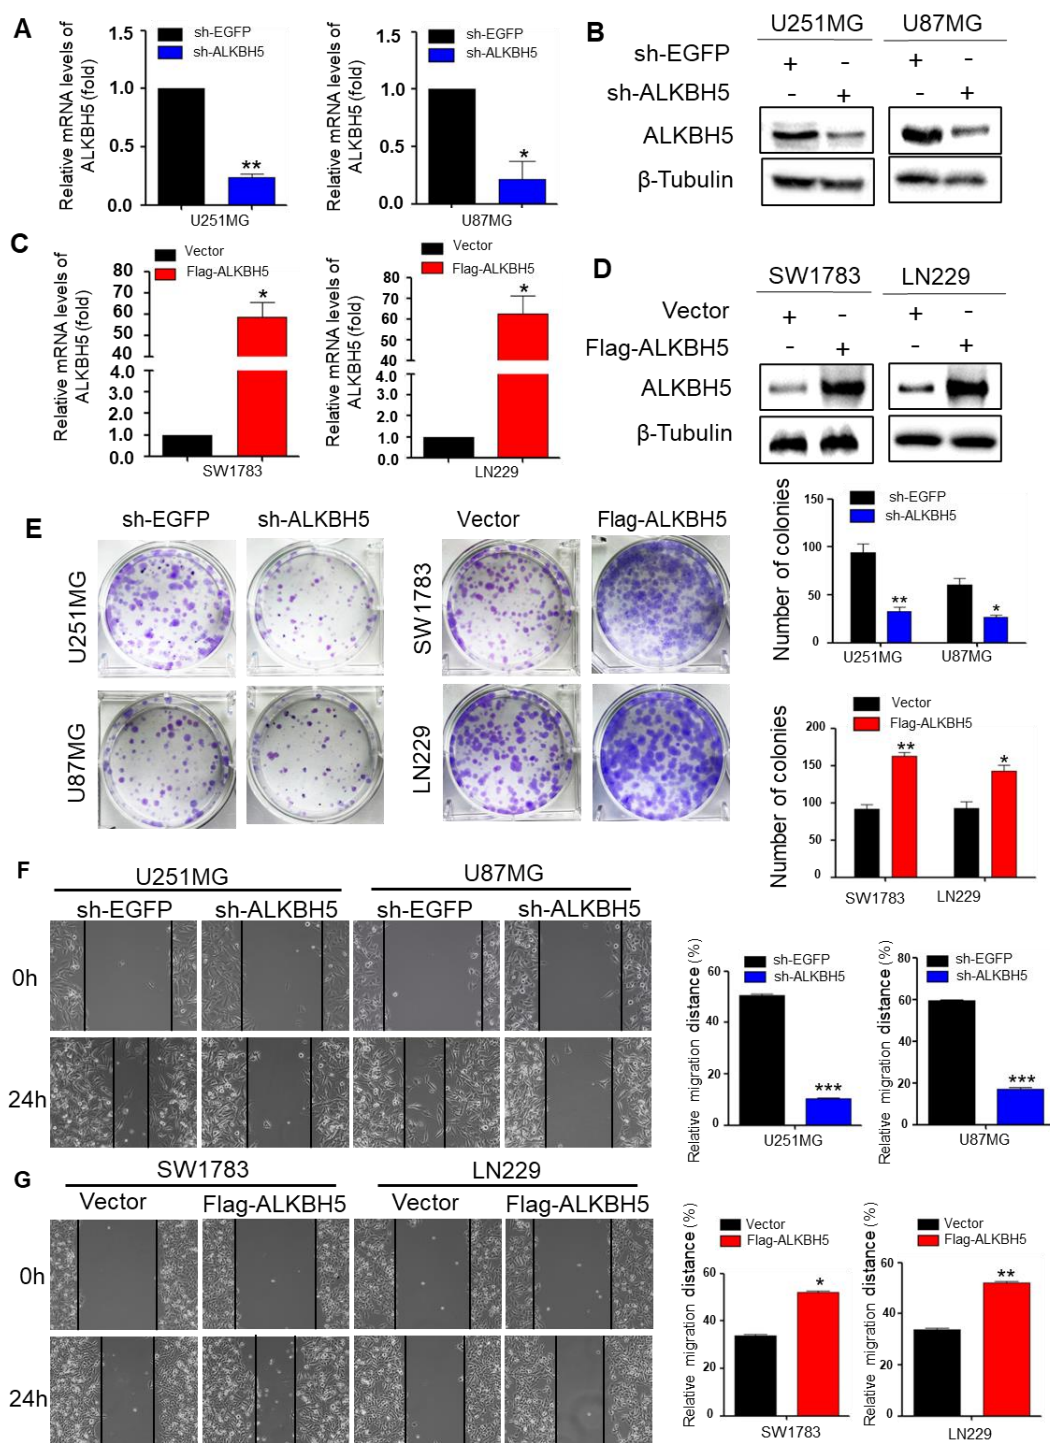 A
Relative mRNA levels of
ALKBH5 (fold)
1.5
1.0
0.5
0.0
sh-EGFP
sh-ALKBH5
**
U251MG
Relative mRNA levels of
ALKBH5 (fold)
1.5
1.0
0.5
0.0
sh-EGFP
sh-ALKBH5
*
U87MG
B
U251MG U87MG
sh-EGFP + - + -
sh-ALKBH5 - + - +
ALKBH5
β-Tubulin
C
Relative mRNA levels of
ALKBH5 (fold)
80
70
60
50
40
4.0
3.0
2.0
1.0
0.0
Vector
Flag-ALKBH5
*
SW1783
Relative mRNA levels of
ALKBH5 (fold)
80
70
60
50
40
4.0
3.0
2.0
1.0
0.0
Vector
Flag-ALKBH5
*
LN229
D
SW1783 LN229
Vector + - + -
Flag-ALKBH5 - + - +
ALKBH5
β-Tubulin
E
sh-EGFP sh-ALKBH5 Vector Flag-ALKBH5
U251MG
SW1783
U87MG
LN229
Number of colonies
150
100
50
0
sh-EGFP
sh-ALKBH5
**
*
U251MG U87MG
Number of colonies
200
150
100
50
0
Vector
Flag-ALKBH5
**
*
SW1783 LN229
F
U251MG U87MG
sh-EGFP sh-ALKBH5 sh-EGFP sh-ALKBH5
0h
24h
Relative migration distance (%)
60
40
20
0
sh-EGFP
sh-ALKBH5
***
U251MG
Relative migration distance (%)
80
60
40
20
0
sh-EGFP
sh-ALKBH5
***
U87MG
G
SW1783 LN229
Vector Flag-ALKBH5 Vector Flag-ALKBH5
0h
24h
Relative migration distance (%)
60
40
20
0
Vector
Flag-ALKBH5
*
SW1783
Relative migration distance (%)
60
40
20
0
Vector
Flag-ALKBH5
**
LN229